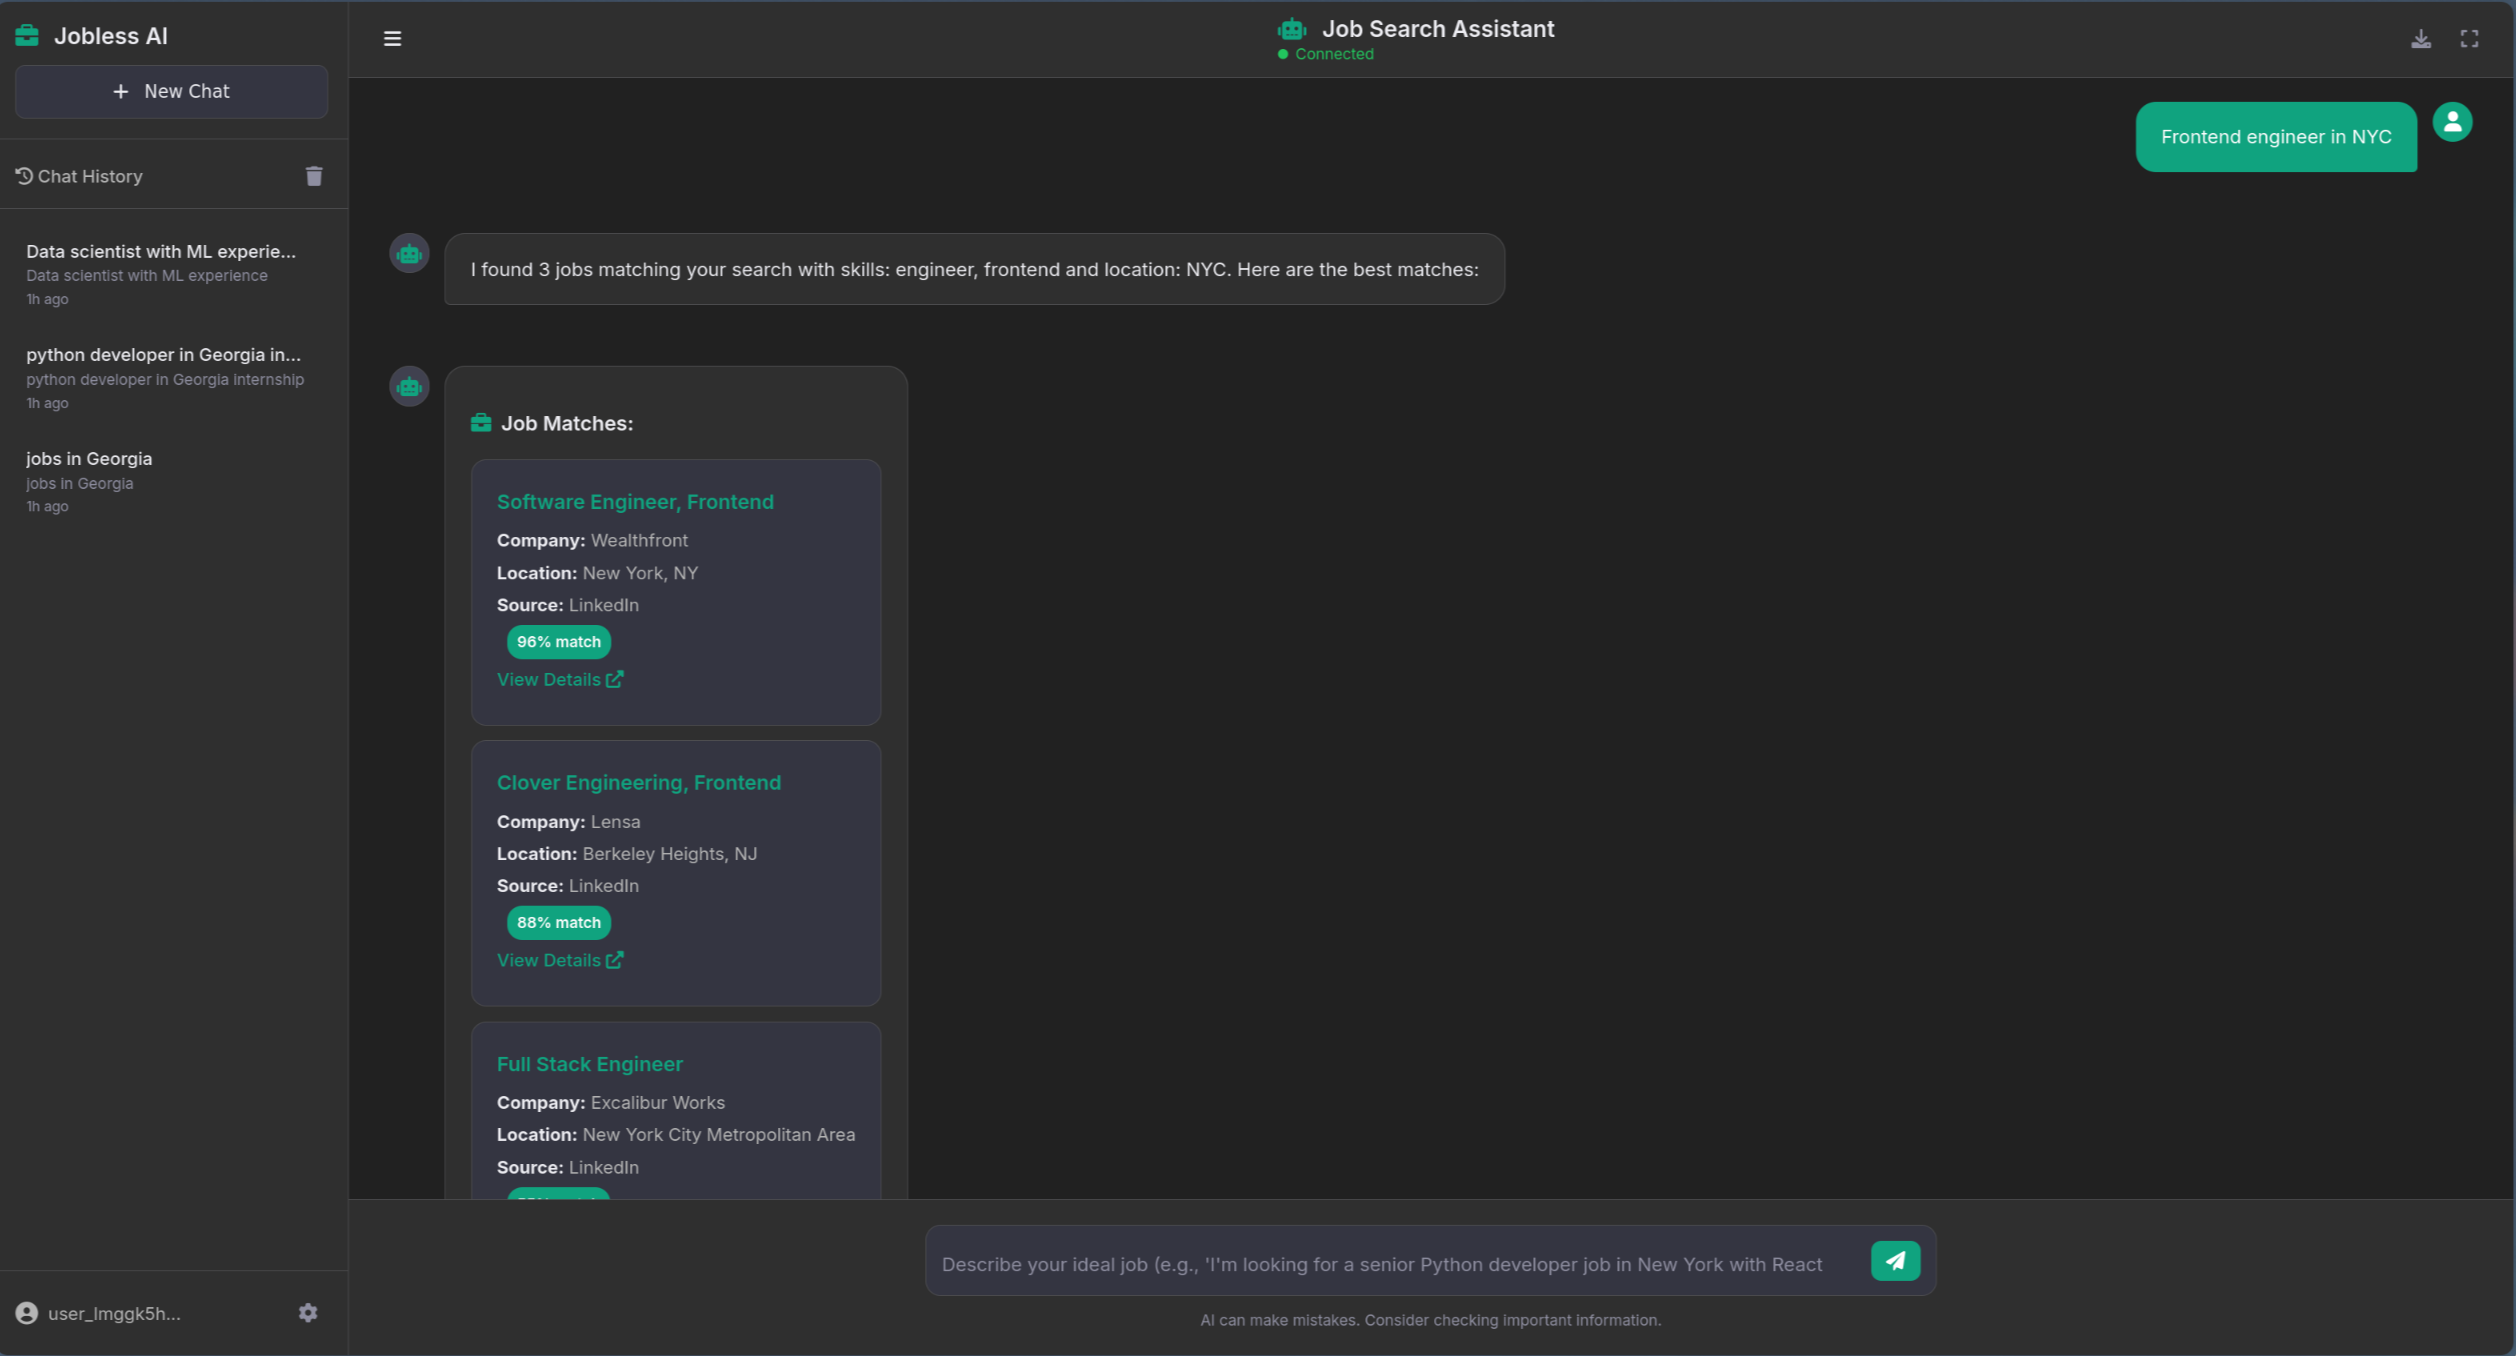 Jobless AI
New Chat
Chat History
Data scientist with ML experie...
Data scientist with ML experience
1h ago
python developer in Georgia in...
python developer in Georgia internship
1h ago
jobs in Georgia
jobs in Georgia
1h ago
user_lmggk5h...
Job Search Assistant
Connected
Frontend engineer in NYC
I found 3 jobs matching your search with skills: engineer, frontend and location: NYC. Here are the best matches:
Job Matches:
Software Engineer, Frontend
Company: Wealthfront
Location: New York, NY
Source: LinkedIn
96% match
View Details
Clover Engineering, Frontend
Company: Lensa
Location: Berkeley Heights, NJ
Source: LinkedIn
88% match
View Details
Full Stack Engineer
Company: Excalibur Works
Location: New York City Metropolitan Area
Source: LinkedIn
Describe your ideal job (e.g., 'I'm looking for a senior Python developer job in New York with React
AI can make mistakes. Consider checking important information.